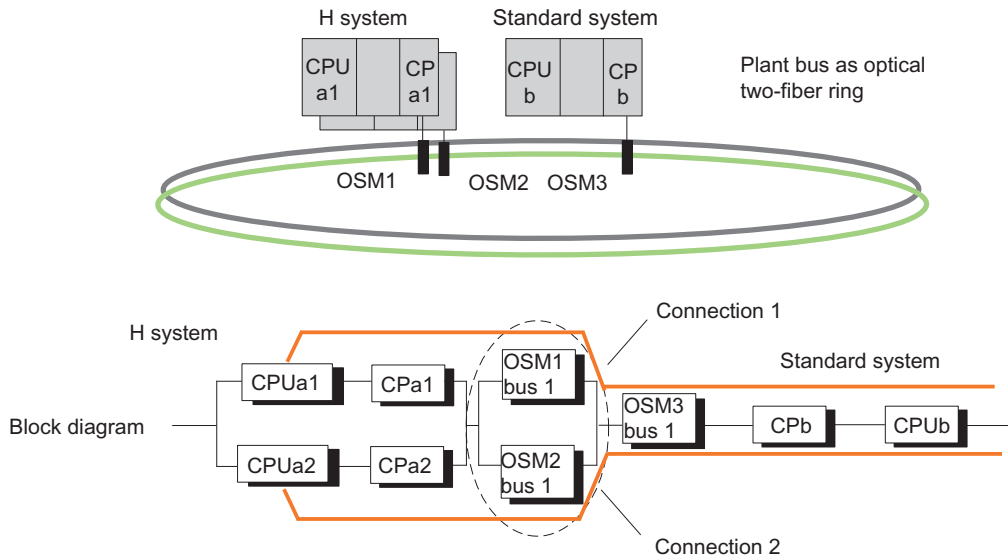 H system
Standard system
CPU
a1
CP
a1
CPU
b
CP
b
Plant bus as optical
two-fiber ring
OSM1
OSM2
OSM3
Connection 1
H system
Standard system
OSM1
bus 1
CPUa1
CPa1
OSM3
bus 1
CPb
CPUb
Block diagram
CPUa2
CPa2
OSM2
bus 1
Connection 2